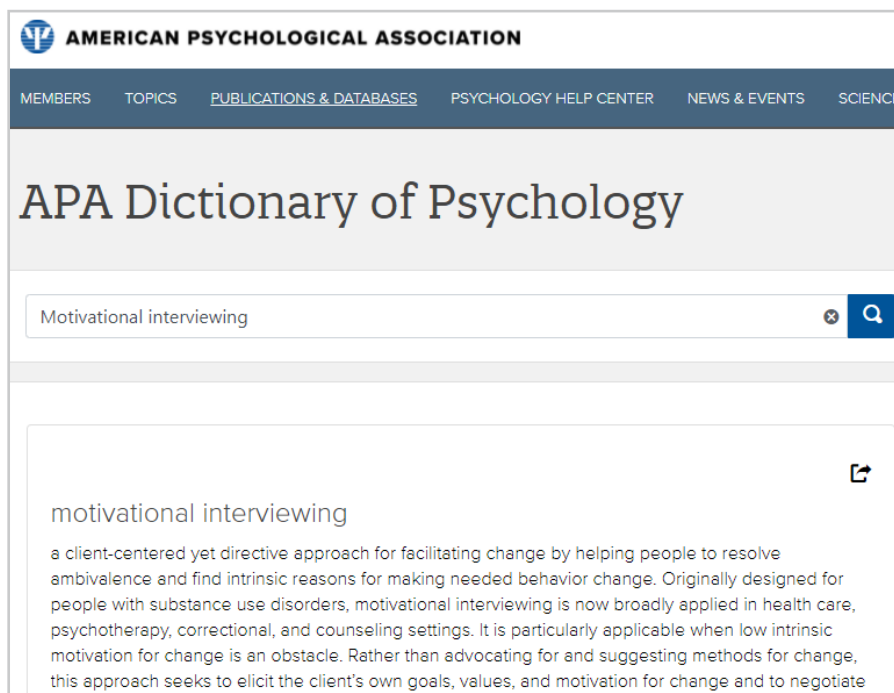 AMERICAN PSYCHOLOGICAL ASSOCIATION
MEMBERS TOPICS PUBLICATIONS & DATABASES PSYCHOLOGY HELP CENTER NEWS & EVENTS SCIENC
APA Dictionary of Psychology
Motivational interviewing
motivational interviewing
a client-centered yet directive approach for facilitating change by helping people to resolve
ambivalence and find intrinsic reasons for making needed behavior change. Originally designed for
people with substance use disorders, motivational interviewing is now broadly applied in health care,
psychotherapy, correctional, and counseling settings. It is particularly applicable when low intrinsic
motivation for change is an obstacle. Rather than advocating for and suggesting methods for change,
this approach seeks to elicit the client's own goals, values, and motivation for change and to negotiate